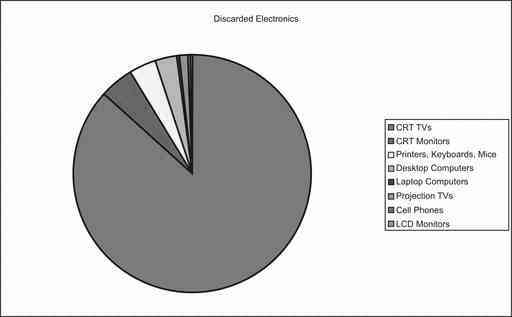 Discarded Electronics
CRT TVs
CRT Monitors
Printers, Keyboards, Mice
Desktop Computers
Laptop Computers
Projection TVs
Cell Phones
LCD Monitors